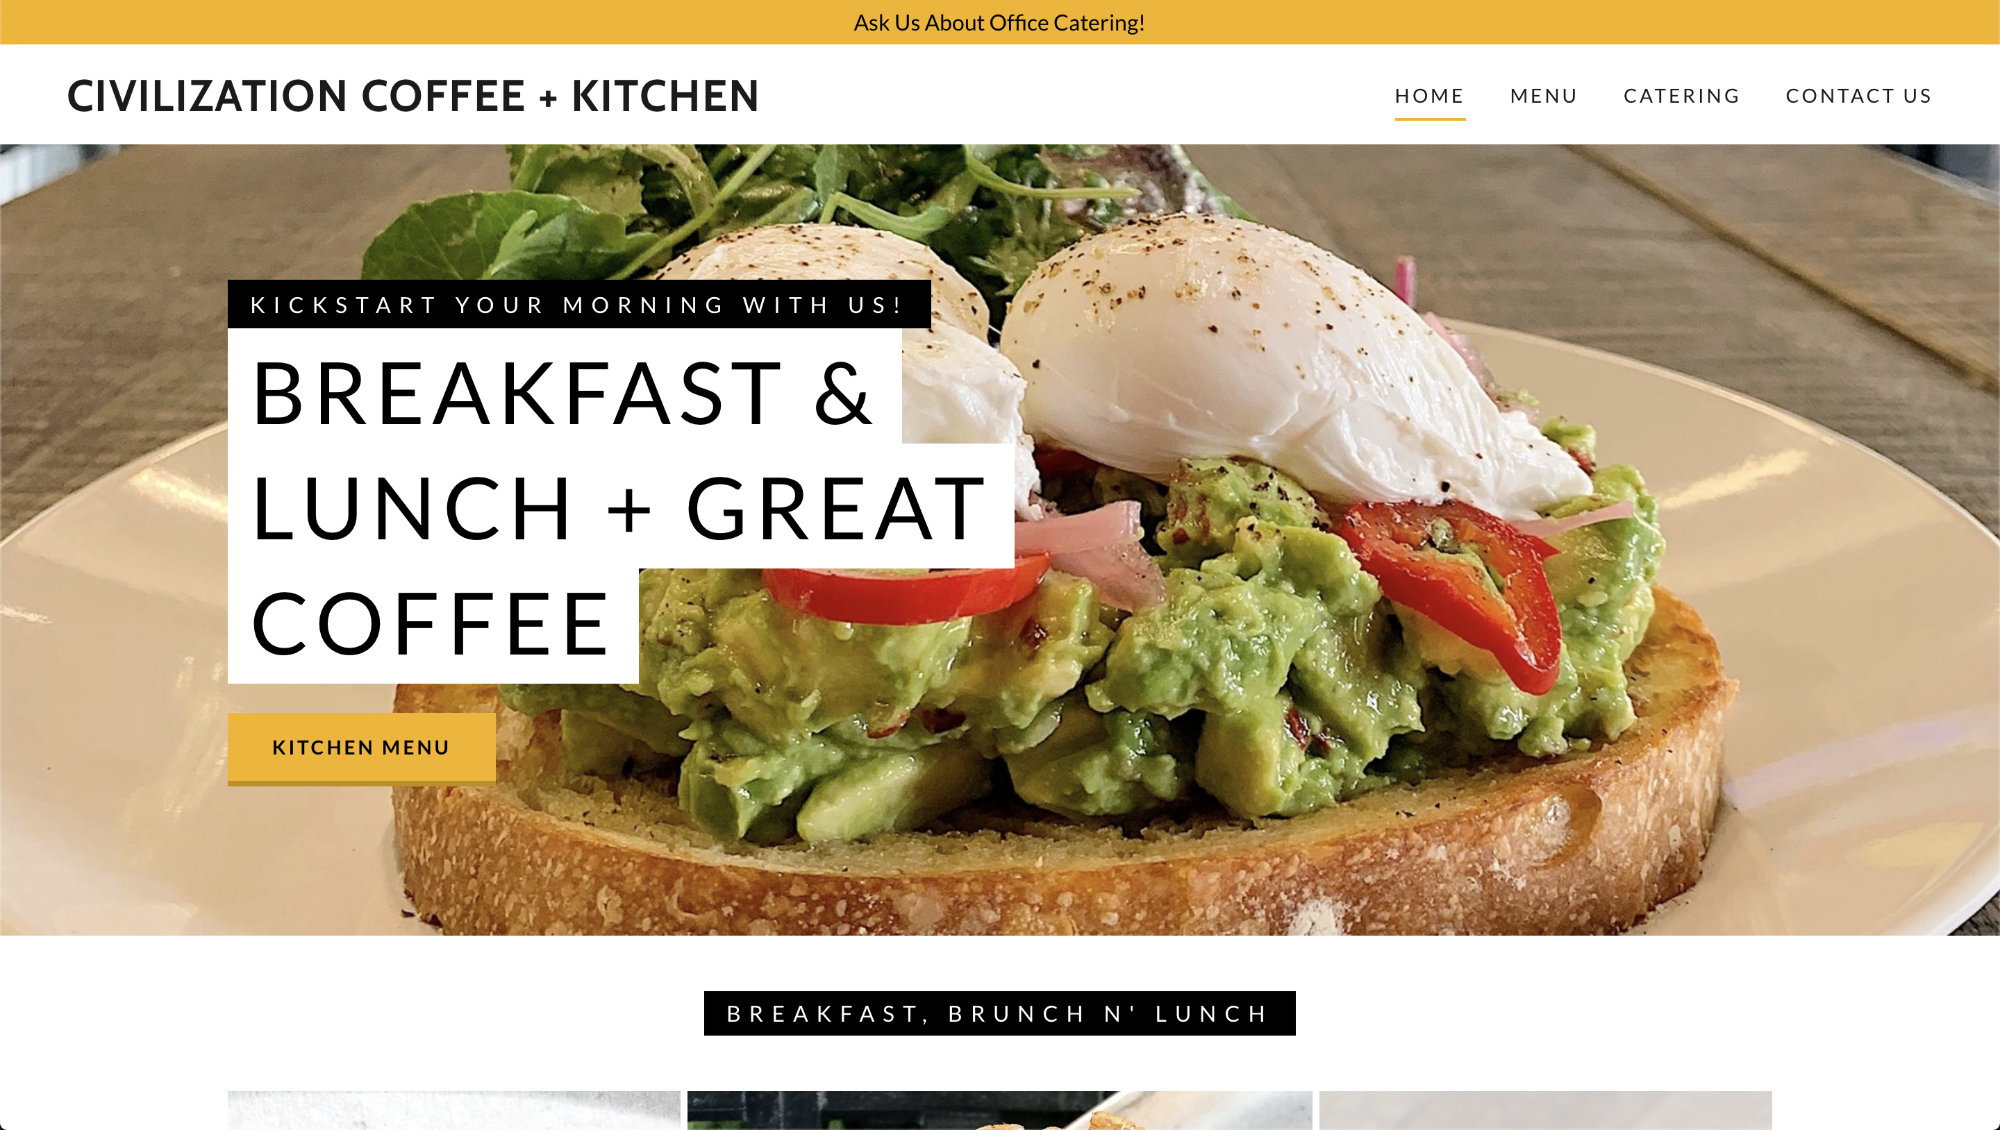 Ask Us About Office Catering!
CIVILIZATION COFFEE + KITCHEN
HOME MENU CATERING CONTACT US
KICKSTART YOUR MORNING WITH US!
BREAKFAST &
LUNCH + GREAT
COFFEE
KITCHEN MENU
BREAKFAST, BRUNCH N' LUNCH